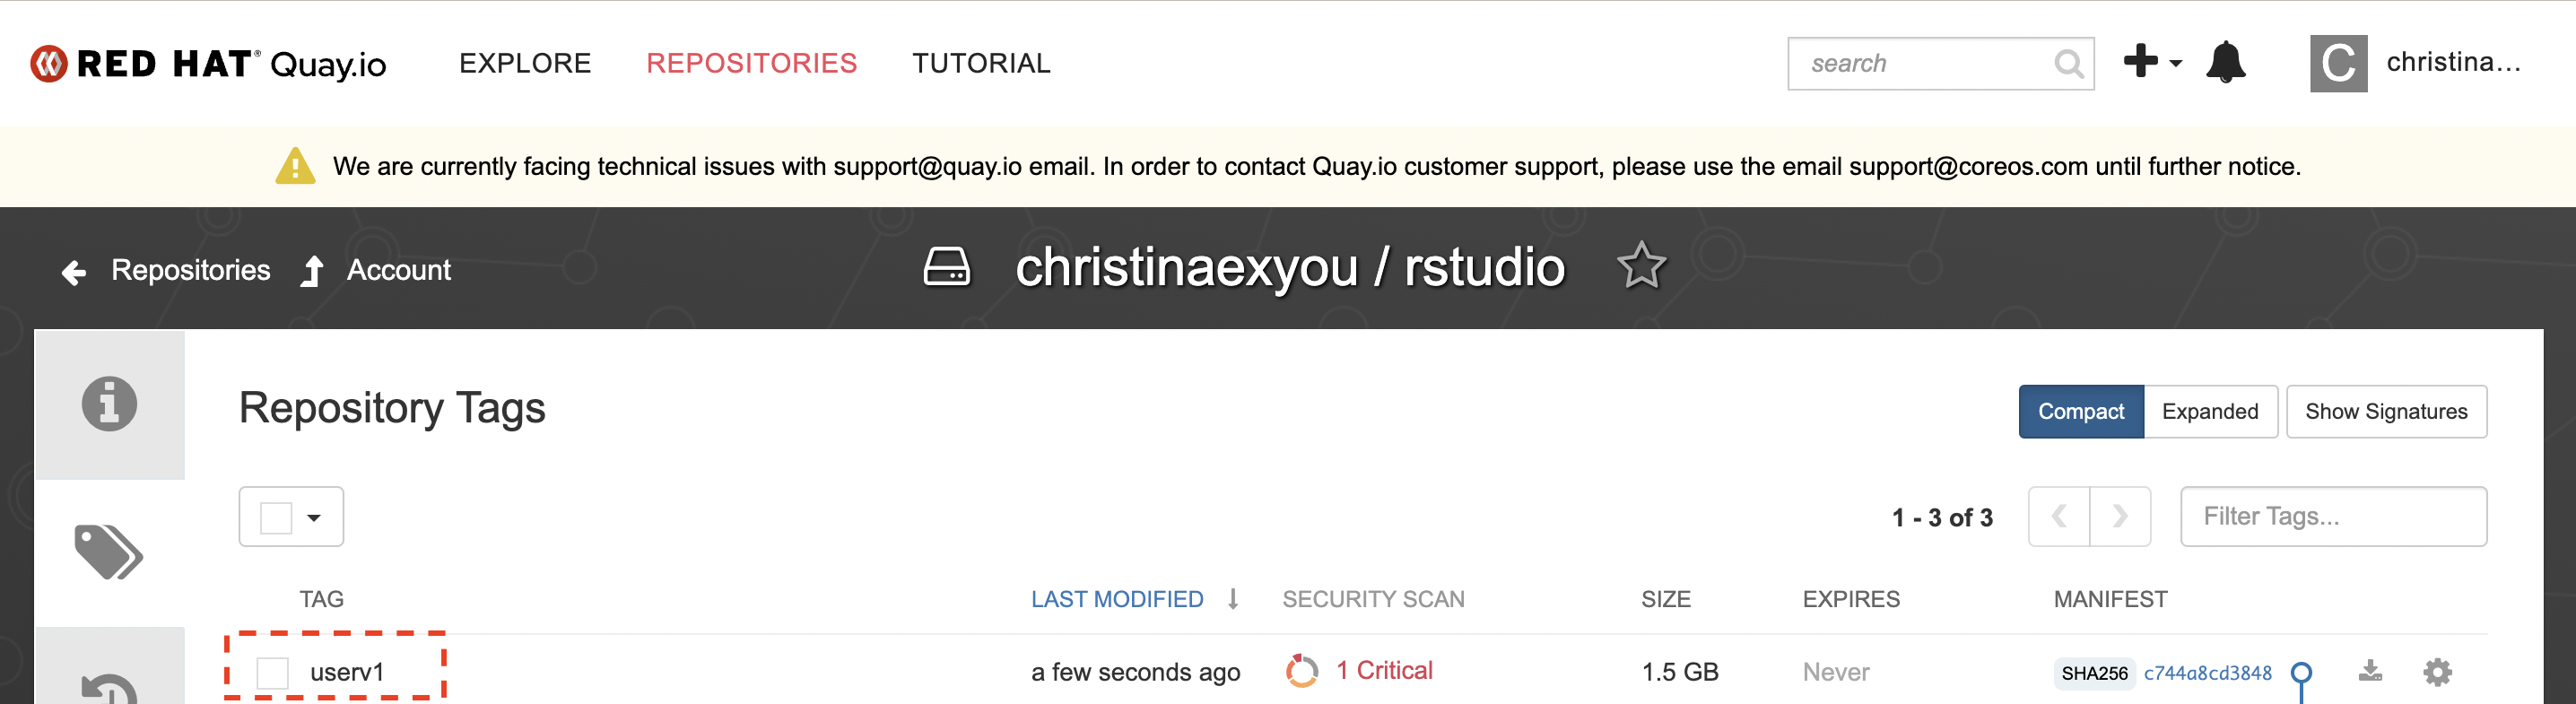 RED HAT® Quay.io EXPLORE REPOSITORIES TUTORIAL search C christina...
We are currently facing technical issues with support@quay.io email. In order to contact Quay.io customer support, please use the email support@coreos.com until further notice.
Repositories Account christinaexyou / rstudio
Repository Tags Compact Expanded Show Signatures
1 - 3 of 3 Filter Tags...
TAG LAST MODIFIED SECURITY SCAN SIZE EXPIRES MANIFEST
userv1 a few seconds ago 1 Critical 1.5 GB Never SHA256 c744a8cd3848